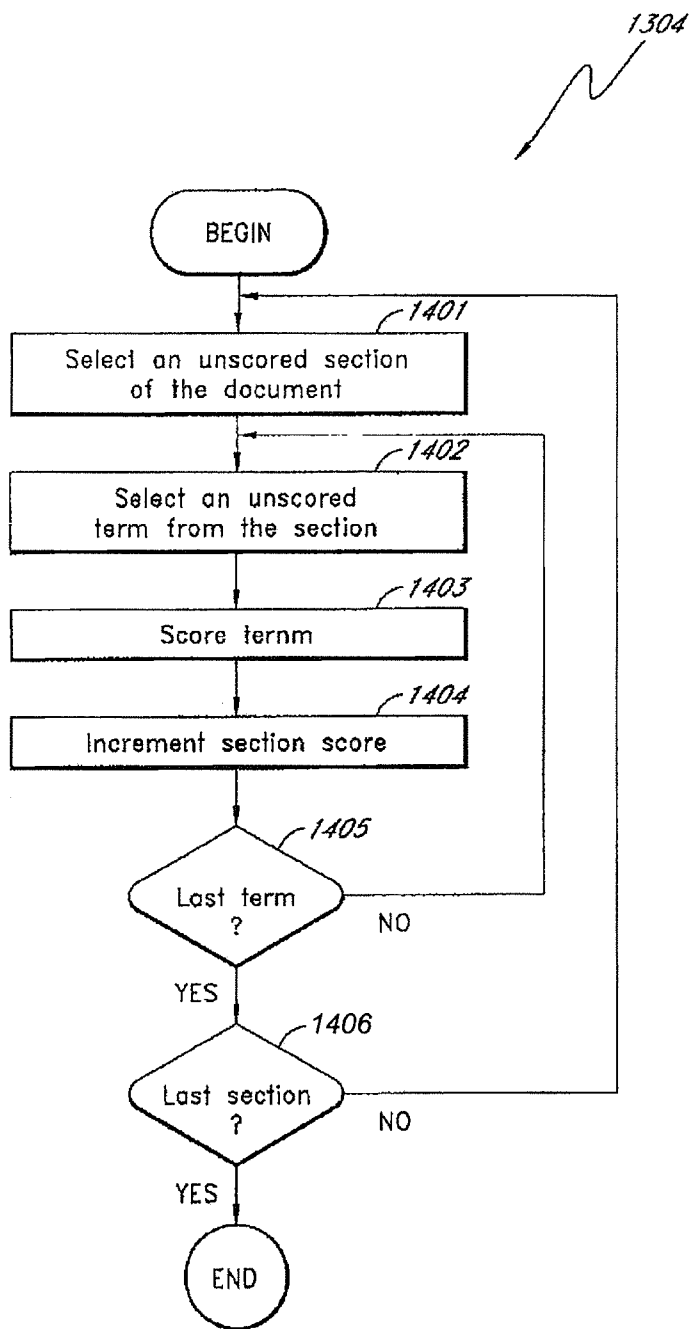 1304
BEGIN
1401
Select an unscored section
of the document
1402
Select an unscored
term from the section
1403
Score ternm
1404
Increment section score
1405
Last term
?
NO
YES
1406
Last section
?
NO
YES
END